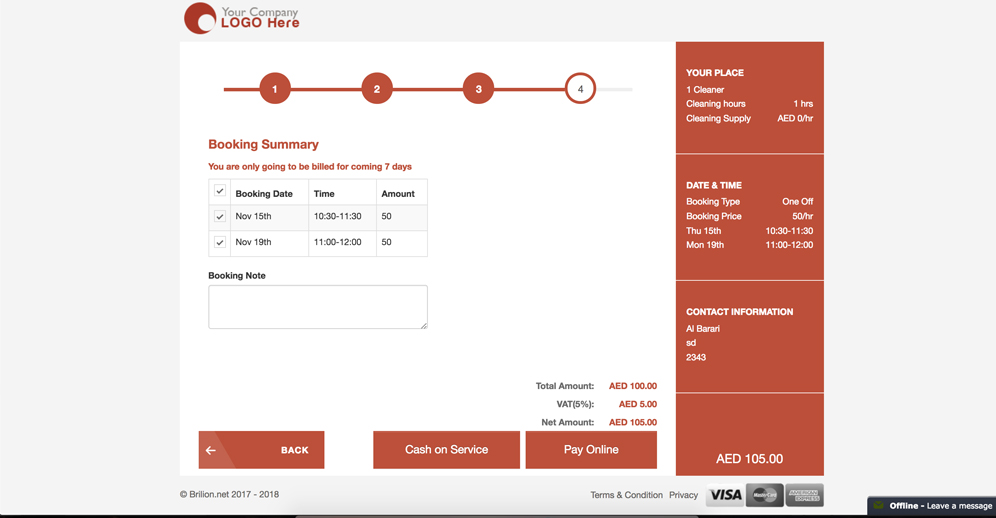 Your Company
LOGO Here
1 2 3 4
Booking Summary
You are only going to be billed for coming 7 days
Booking Date Time Amount
Nov 15th 10:30-11:30 50
Nov 19th 11:00-12:00 50
Booking Note
Total Amount: AED 100.00
VAT(5%): AED 5.00
Net Amount: AED 105.00
BACK Cash on Service Pay Online
YOUR PLACE
1 Cleaner
Cleaning hours 1 hrs
Cleaning Supply AED 0/hr
DATE & TIME
Booking Type One Off
Booking Price 50/hr
Thu 15th 10:30-11:30
Mon 19th 11:00-12:00
CONTACT INFORMATION
Al Barari
sd
2343
AED 105.00
© Brilion.net 2017 - 2018
Terms & Condition Privacy VISA MasterCard AMERICAN EXPRESS
Offline - Leave a message